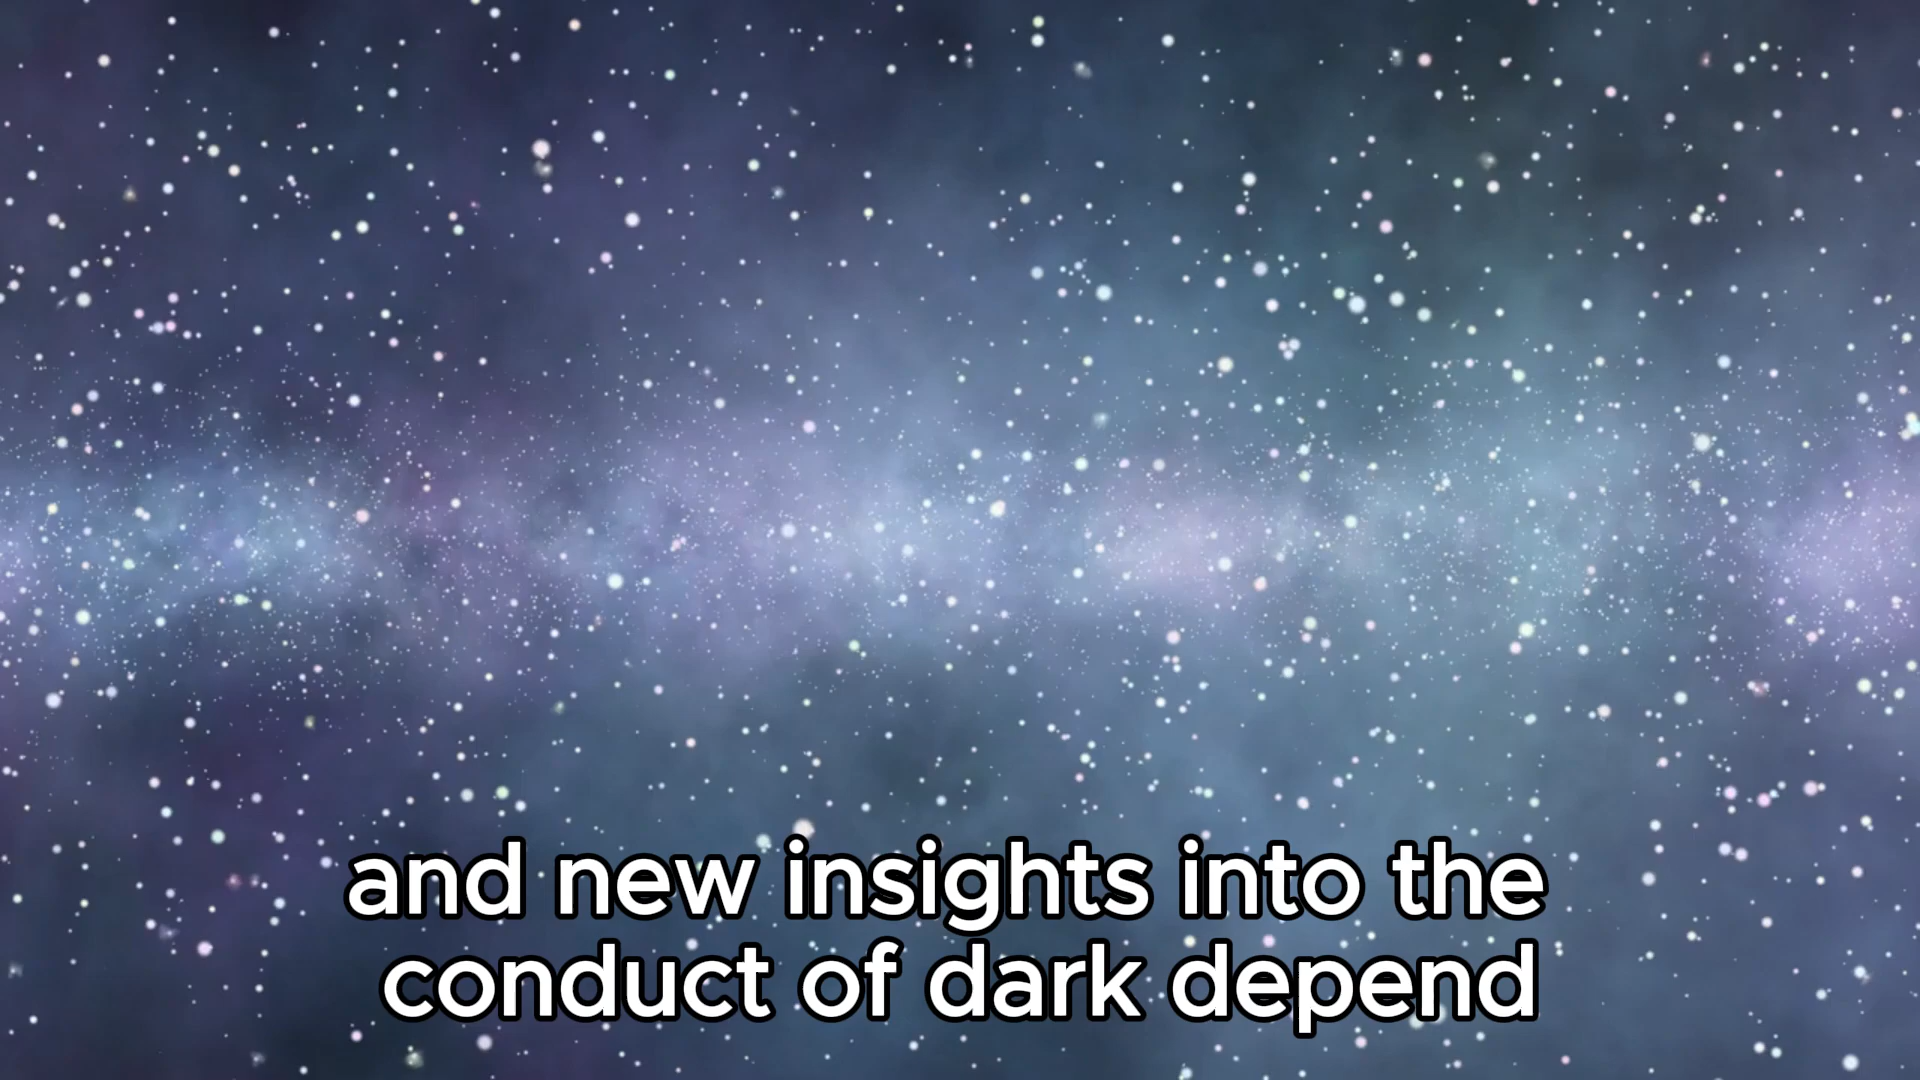 and new insights into the
conduct of dark depend